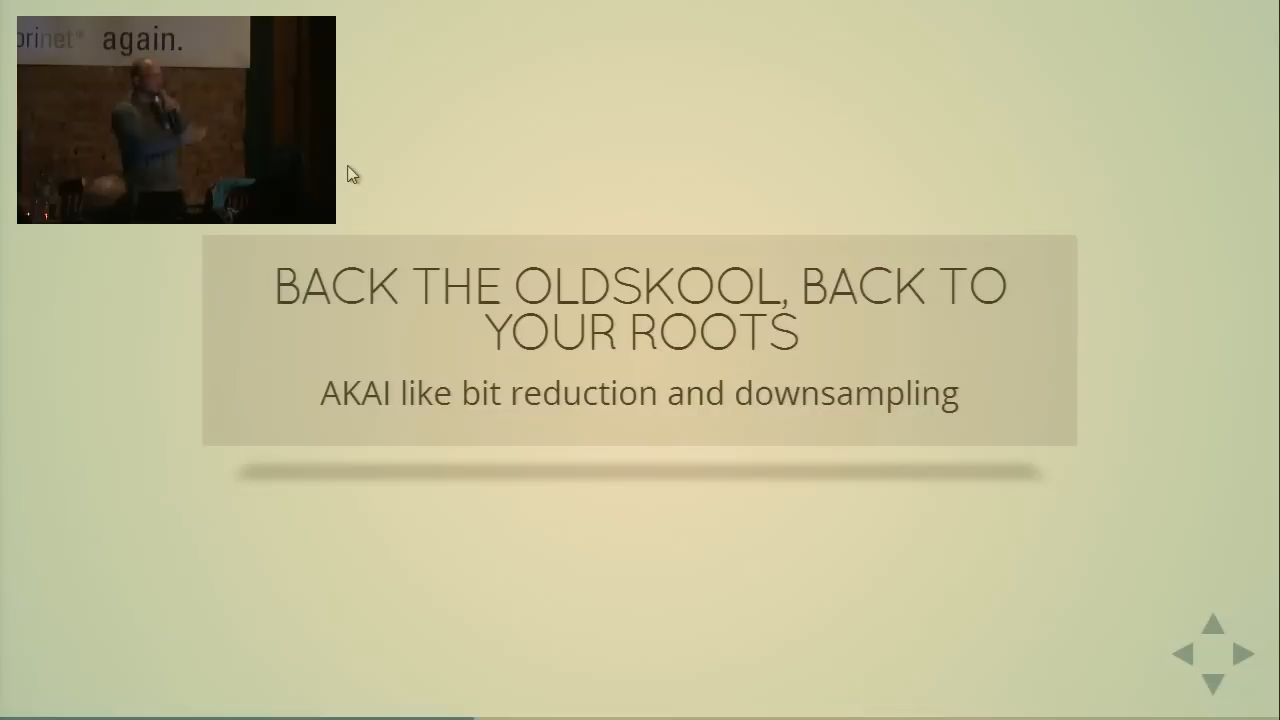 again.
BACK THE OLDSKOOL, BACK TO
YOUR ROOTS
AKAI like bit reduction and downsampling